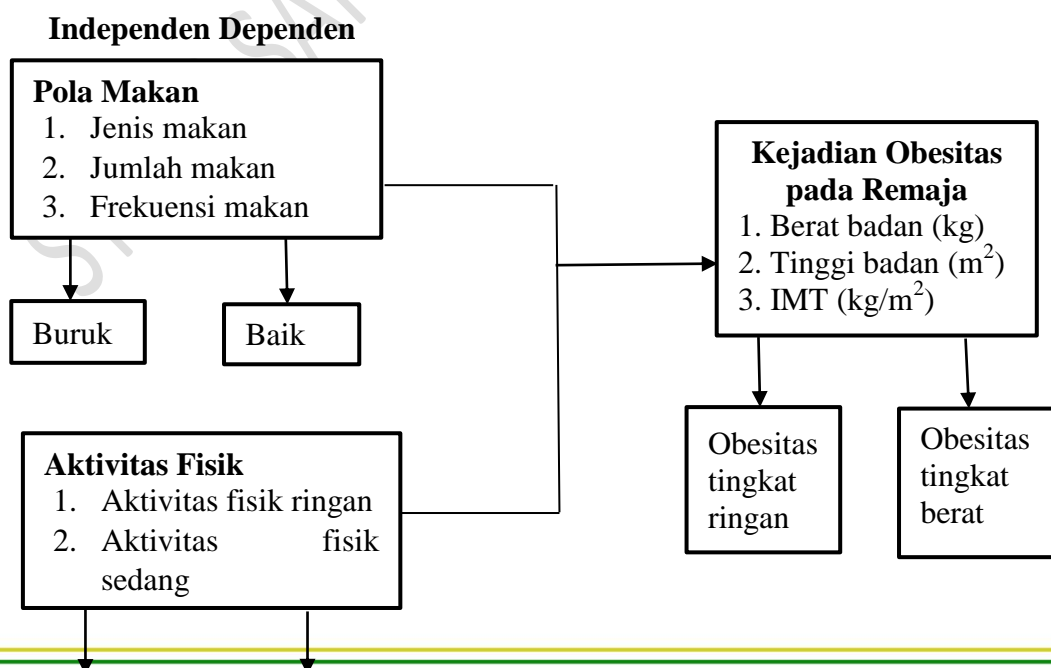 Independen Dependen
Pola Makan
1. Jenis makan
2. Jumlah makan
3. Frekuensi makan
Buruk
Baik
Aktivitas Fisik
1. Aktivitas fisik ringan
2. Aktivitas fisik
sedang
Kejadian Obesitas
pada Remaja
1. Berat badan (kg)
2. Tinggi badan (m²)
3. IMT (kg/m²)
Obesitas
tingkat
ringan
Obesitas
tingkat
berat